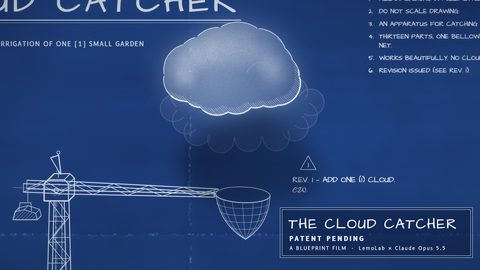 CATCHER
IRRIGATION OF ONE (1) SMALL GARDEN
2. DO NOT SCALE DRAWING.
3. AN APPARATUS FOR CATCHING
4. THIRTEEN PARTS, ONE BELLOW
NET.
5. WORKS BEAUTIFULLY. NO CLOU
6. REVISION ISSUED (SEE REV. 1)
REV. 1 - ADD ONE (1) CLOUD.
THE CLOUD CATCHER
PATENT PENDING
A BLUEPRINT FILM - LemoLab × Claude Opus 5.5